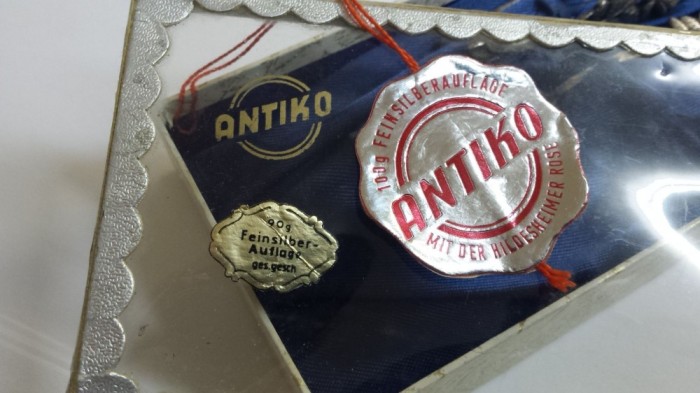 ANTIKO
90g
Feinsilber-
Auflage
ges.gesch
100g FEINSILBERAUFLAGE
ANTIKO
MIT DER HILDESHEIMER ROSE